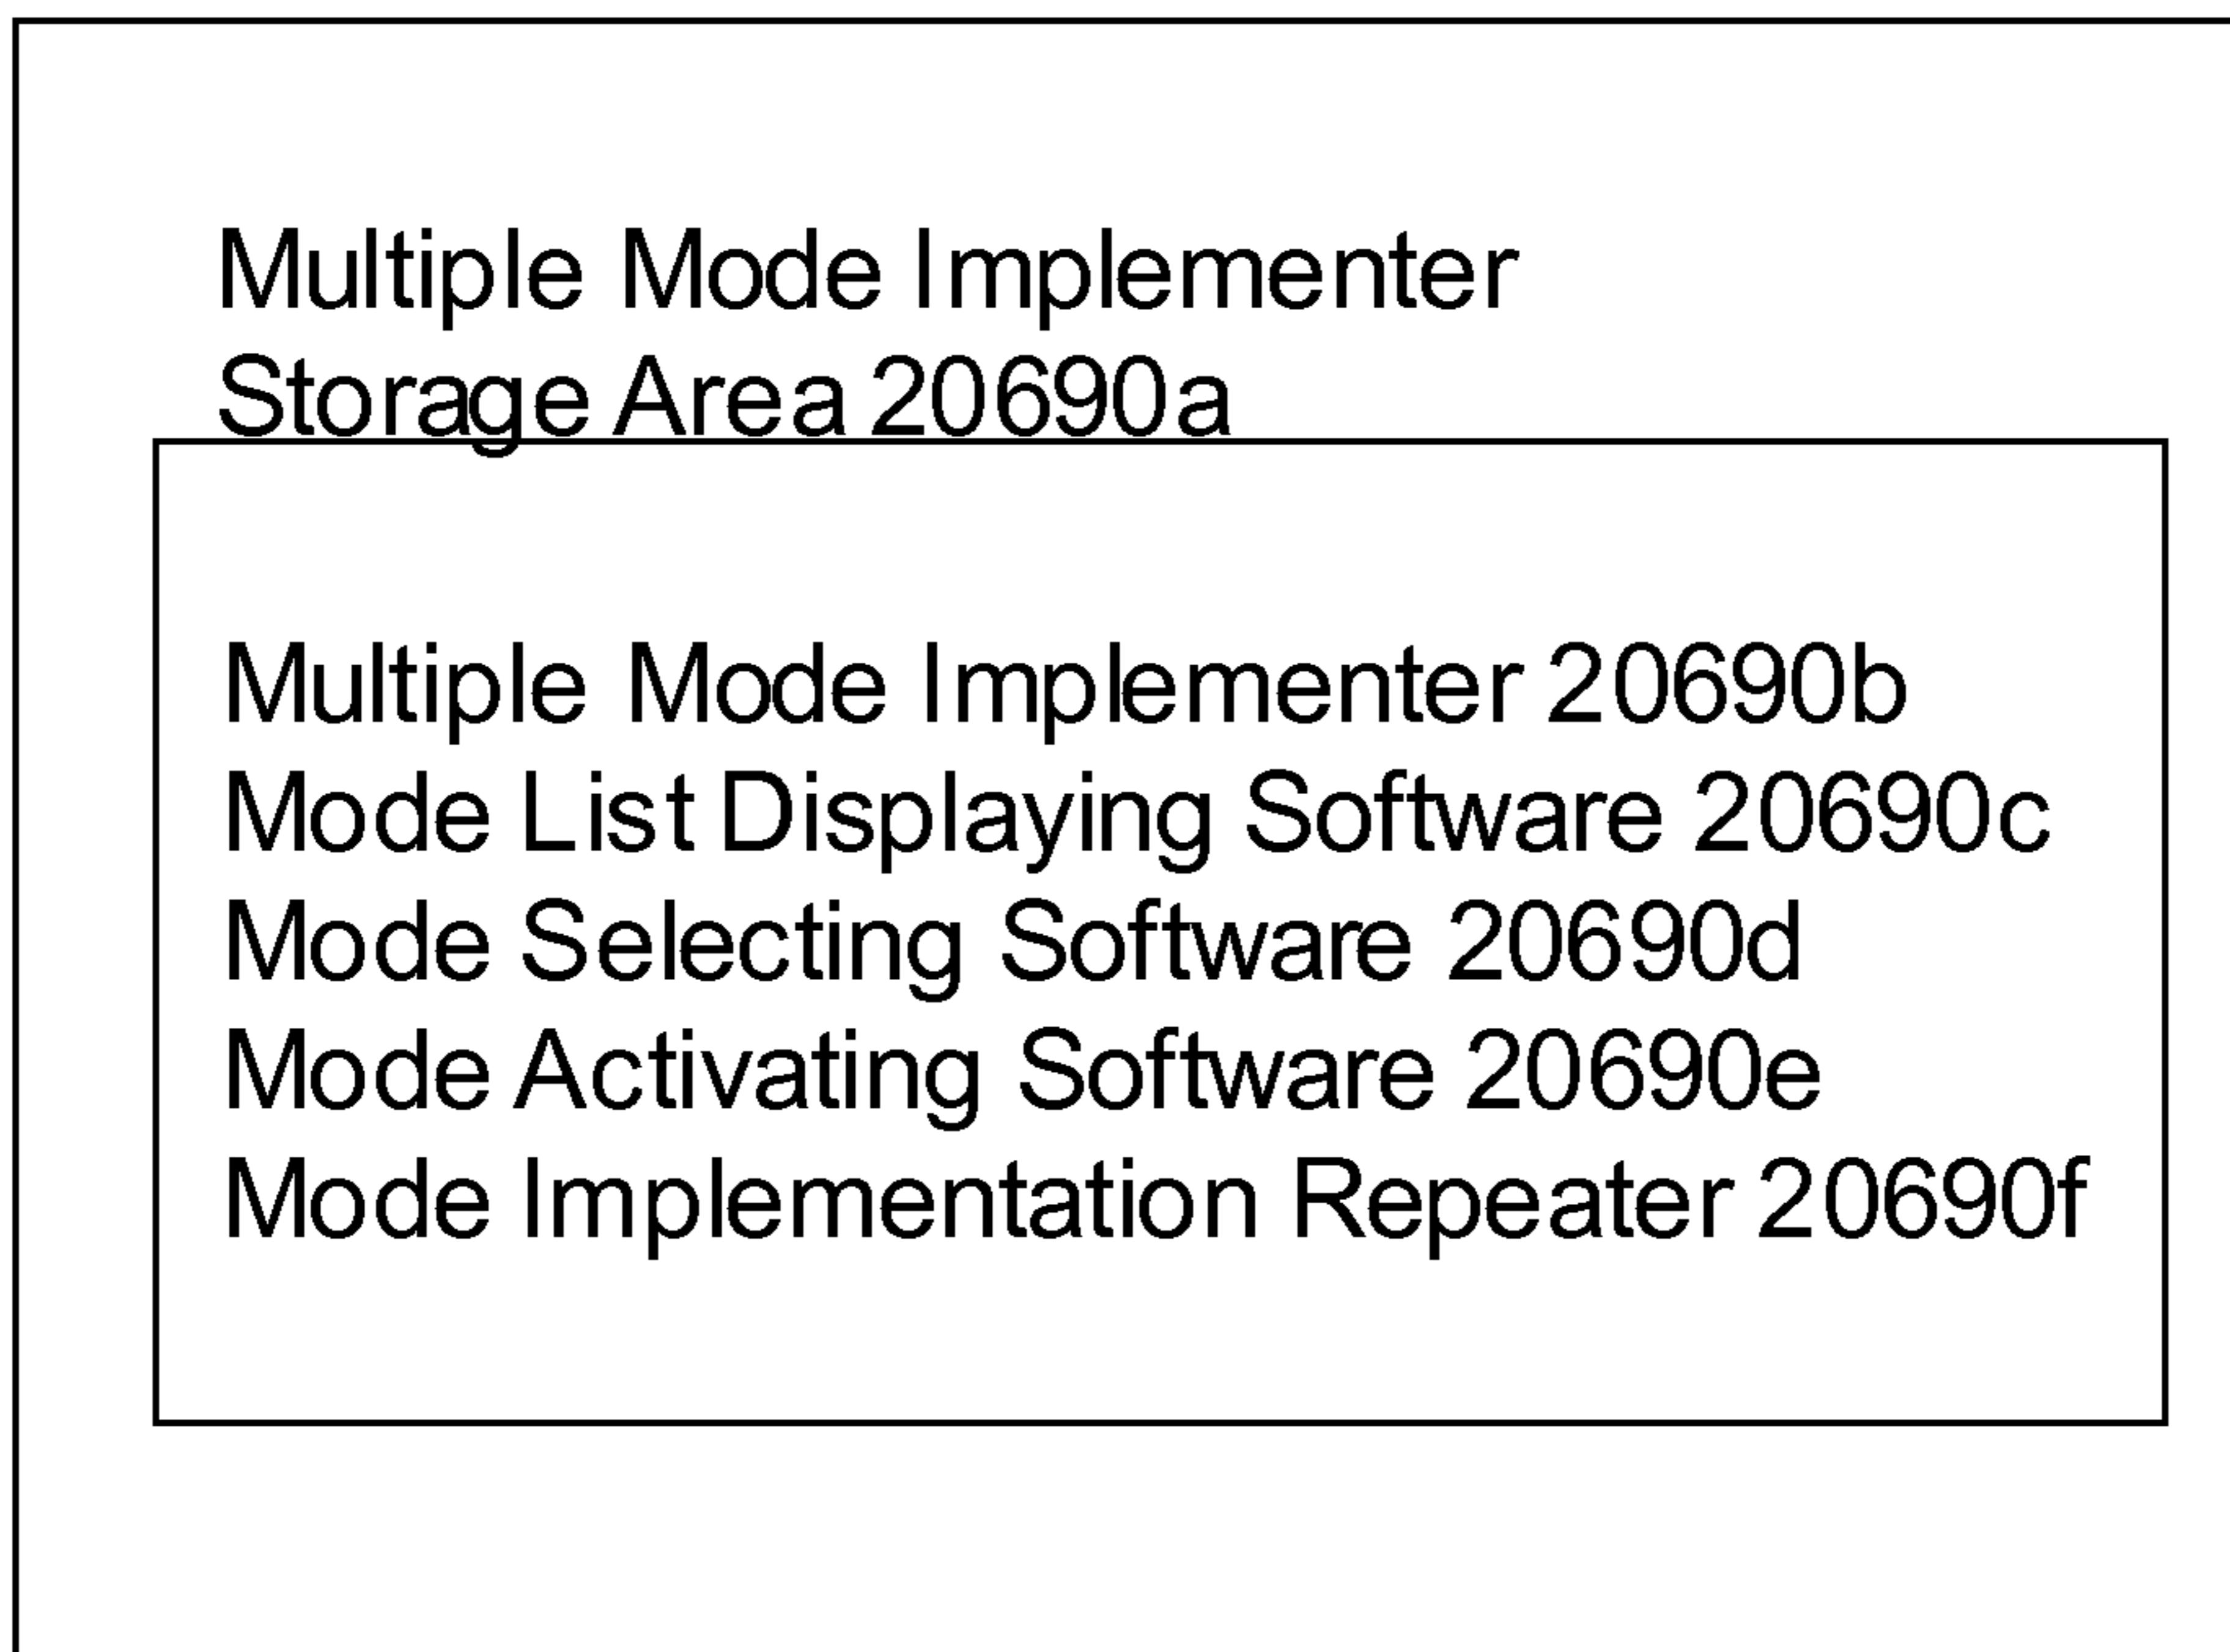 Multiple Mode Implementer
Storage Area 20690a
Multiple Mode Implementer 20690b
Mode List Displaying Software 20690c
Mode Selecting Software 20690d
Mode Activating Software 20690e
Mode Implementation Repeater 20690f